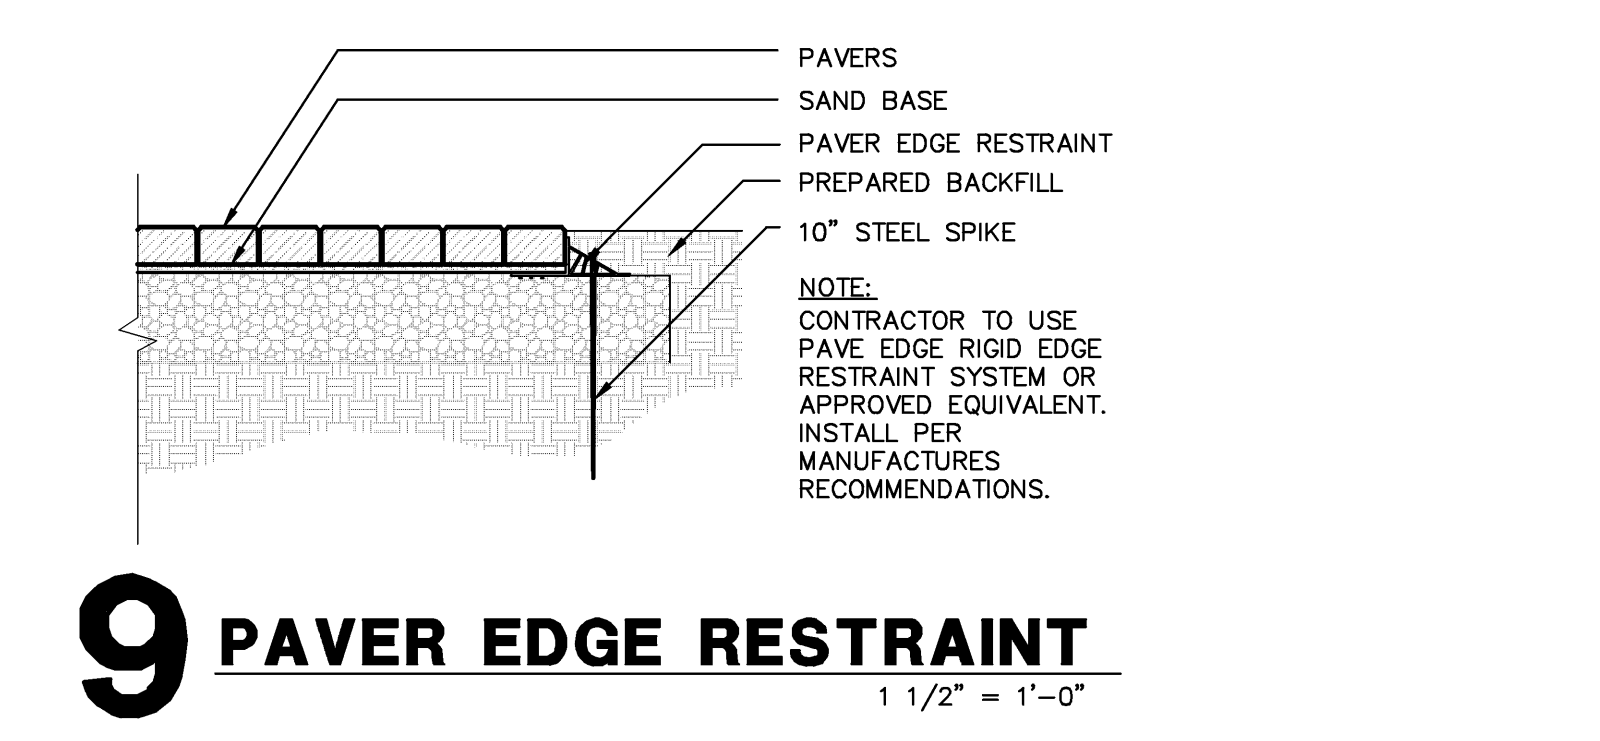 PAVERS
SAND BASE
PAVER EDGE RESTRAINT
PREPARED BACKFILL
10” STEEL SPIKE
NOTE:
CONTRACTOR TO USE
PAVE EDGE RIGID EDGE
RESTRAINT SYSTEM OR
APPROVED EQUIVALENT.
INSTALL PER
MANUFACTURES
RECOMMENDATIONS.
9 PAVER EDGE RESTRAINT
1 1/2” = 1’-0”